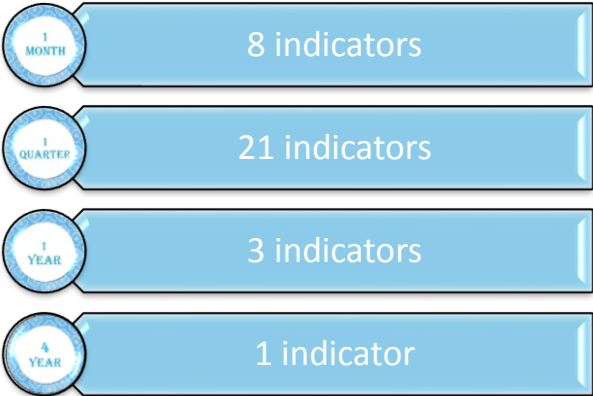 1
MONTH
8 indicators
1
QUARTER
21 indicators
1
YEAR
3 indicators
4
YEAR
1 indicator